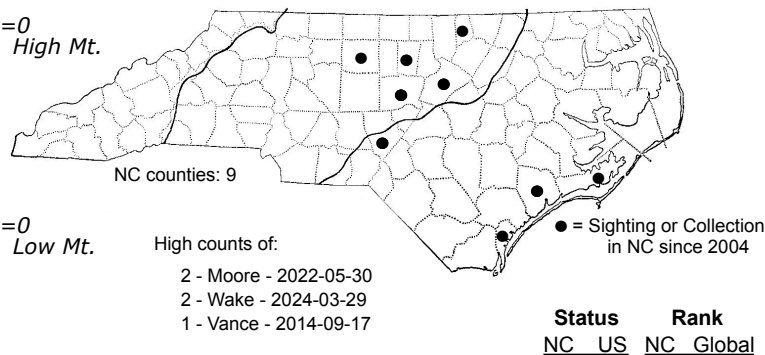 =0
High Mt.
NC counties: 9
=0
Low Mt.
High counts of:
2 - Moore - 2022-05-30
2 - Wake - 2024-03-29
1 - Vance - 2014-09-17
● = Sighting or Collection
in NC since 2004
Status Rank
NC US NC Global